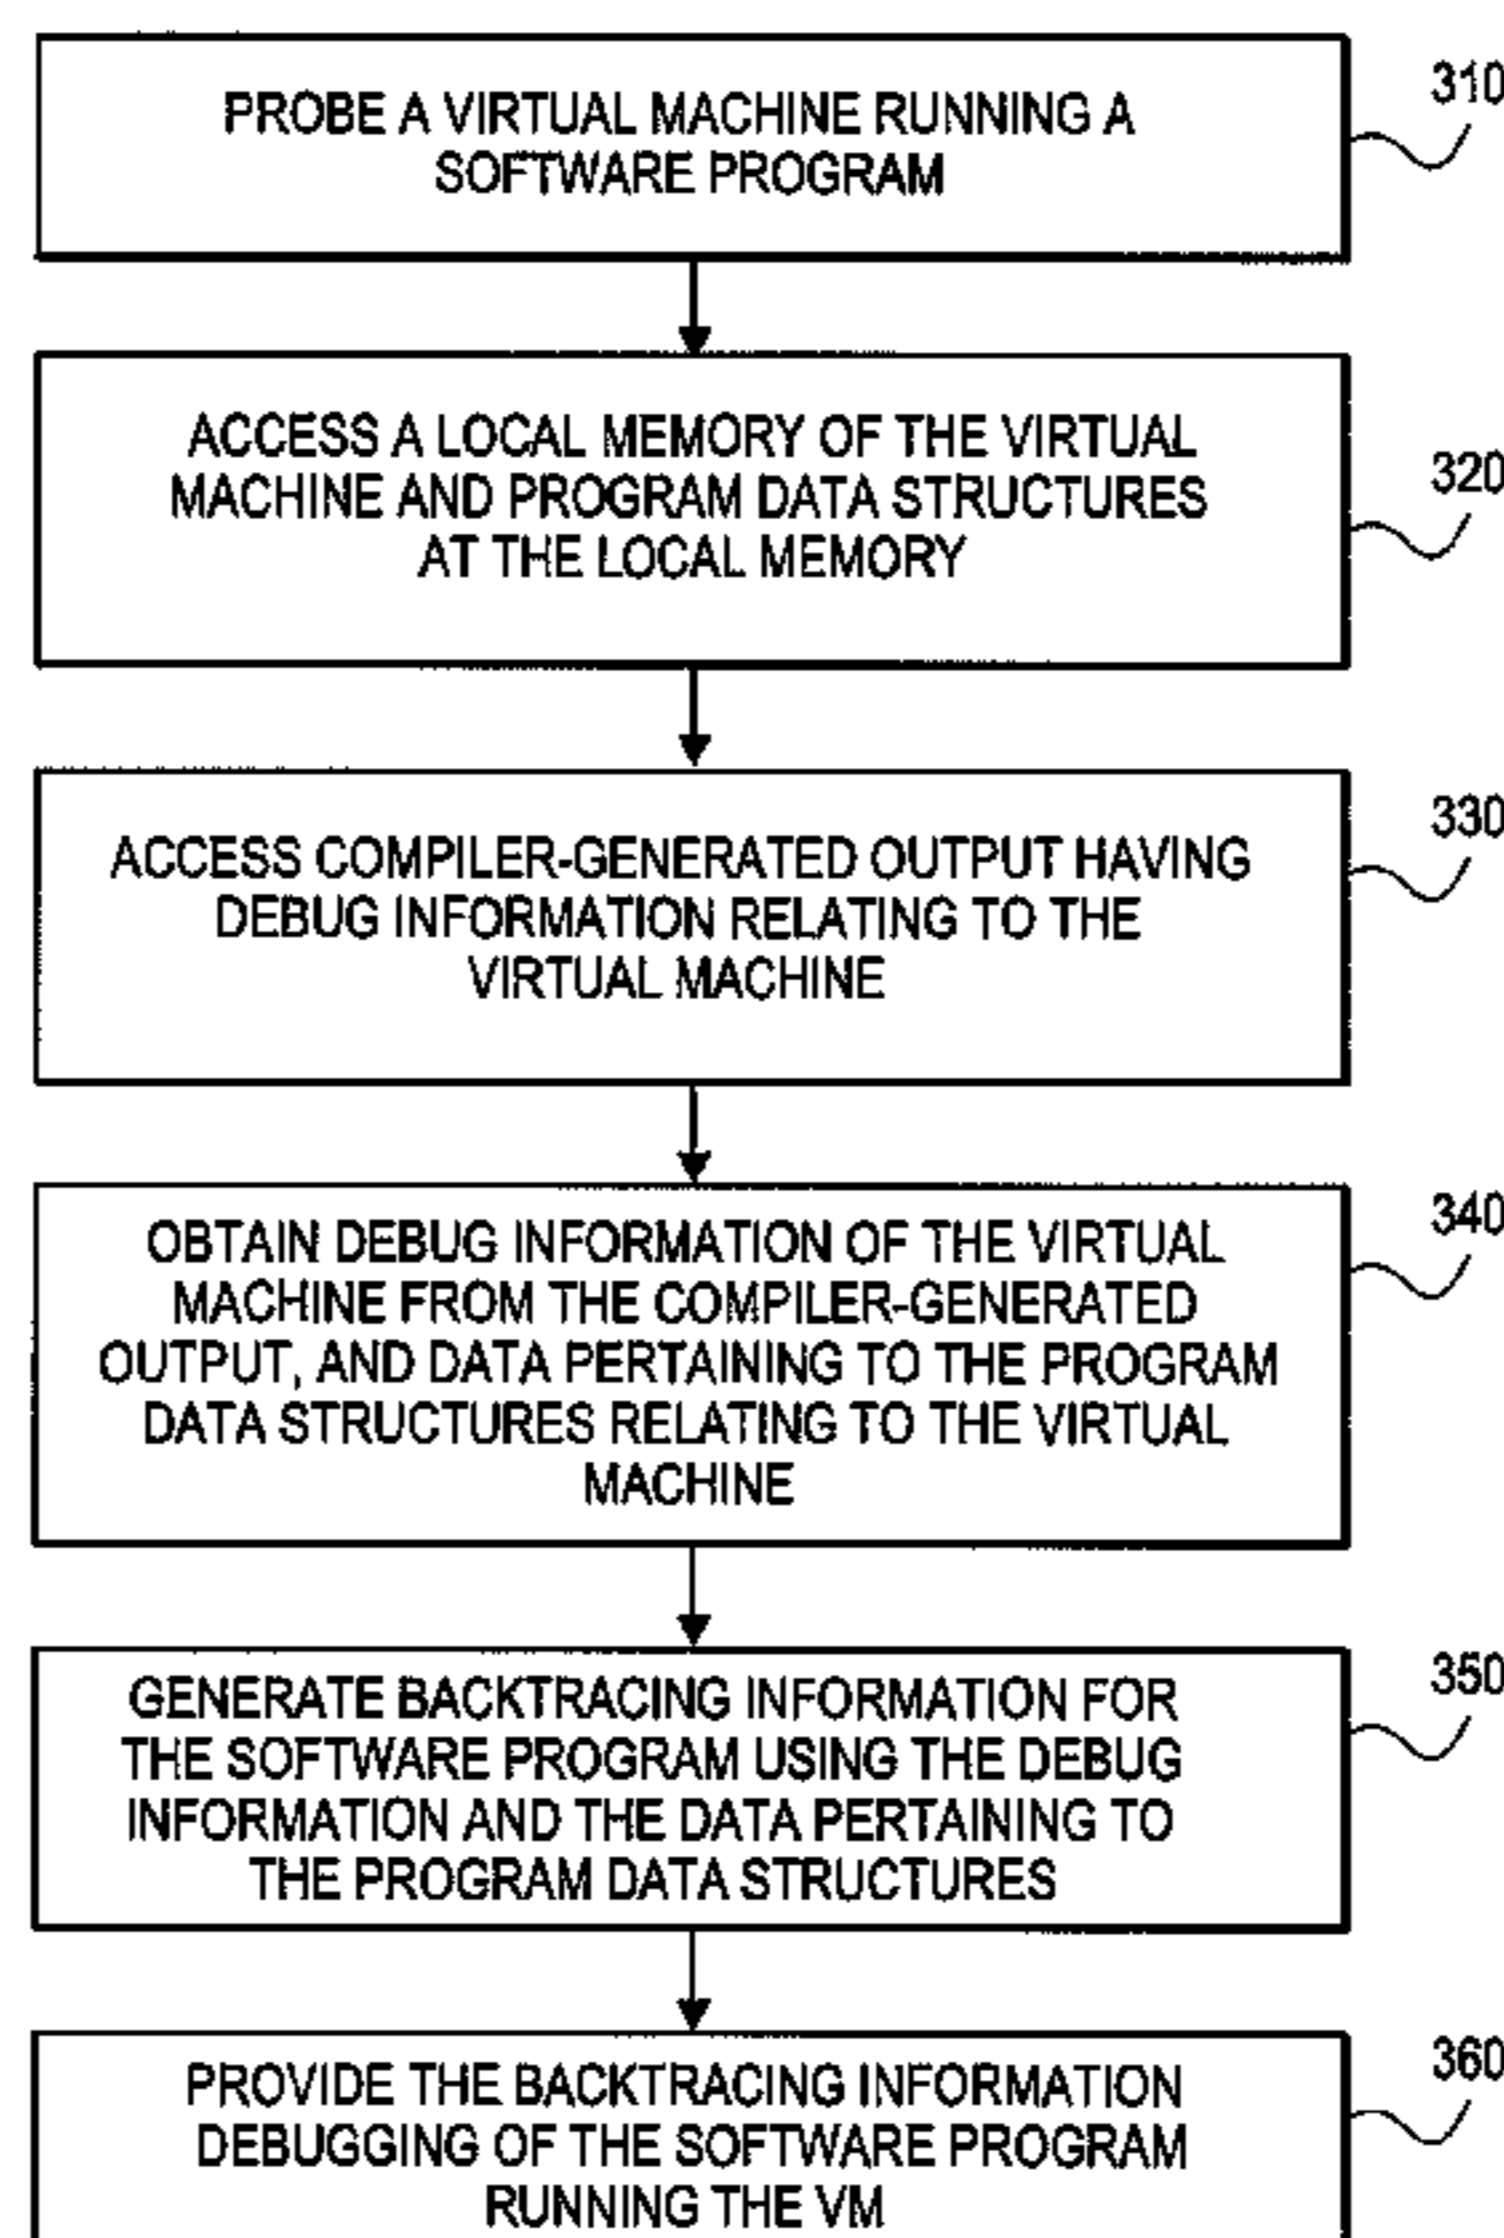 PROBE A VIRTUAL MACHINE RUNNING A
SOFTWARE PROGRAM
310
ACCESS A LOCAL MEMORY OF THE VIRTUAL
MACHINE AND PROGRAM DATA STRUCTURES
AT THE LOCAL MEMORY
320
ACCESS COMPILER-GENERATED OUTPUT HAVING
DEBUG INFORMATION RELATING TO THE
VIRTUAL MACHINE
330
OBTAIN DEBUG INFORMATION OF THE VIRTUAL
MACHINE FROM THE COMPILER-GENERATED
OUTPUT, AND DATA PERTAINING TO THE PROGRAM
DATA STRUCTURES RELATING TO THE VIRTUAL
MACHINE
340
GENERATE BACKTRACING INFORMATION FOR
THE SOFTWARE PROGRAM USING THE DEBUG
INFORMATION AND THE DATA PERTAINING TO
THE PROGRAM DATA STRUCTURES
350
PROVIDE THE BACKTRACING INFORMATION
DEBUGGING OF THE SOFTWARE PROGRAM
RUNNING THE VM
360